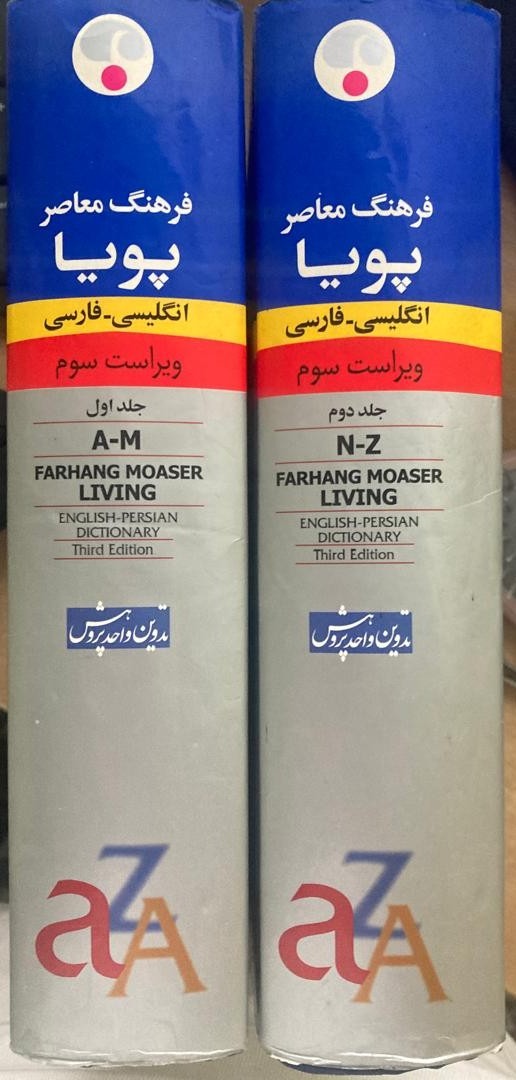 فرهنگ معاصر
پویا
انگلیسی-فارسی
ویراست سوم
جلد اول
A-M
FARHANG MOASER
LIVING
ENGLISH-PERSIAN
DICTIONARY
Third Edition
تدوین واحد پژوهش
aZA
فرهنگ معاصر
پویا
انگلیسی-فارسی
ویراست سوم
جلد دوم
N-Z
FARHANG MOASER
LIVING
ENGLISH-PERSIAN
DICTIONARY
Third Edition
تدوین واحد پژوهش
aZA